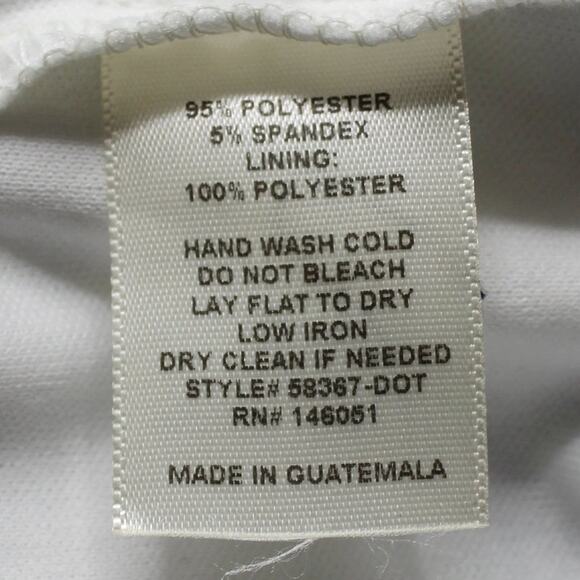 95% POLYESTER
5% SPANDEX
LINING:
100% POLYESTER
HAND WASH COLD
DO NOT BLEACH
LAY FLAT TO DRY
LOW IRON
DRY CLEAN IF NEEDED
STYLE# 58367-DOT
RN# 146051
MADE IN GUATEMALA